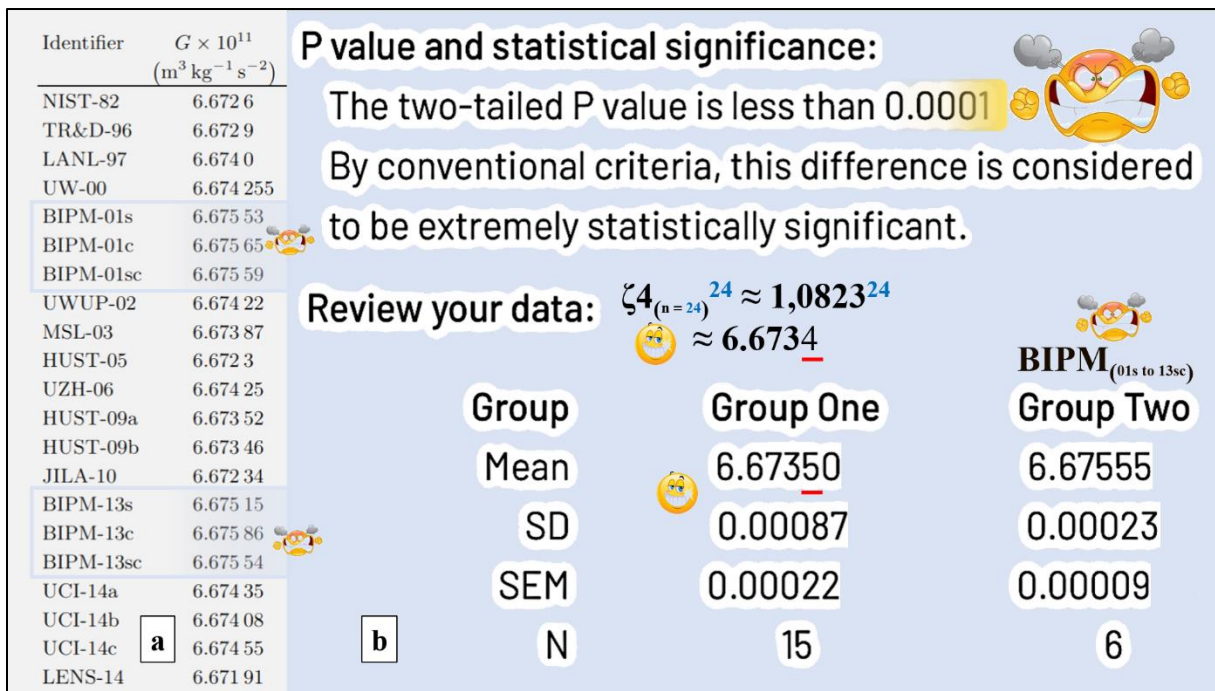 Identifier G × 10¹¹
(m³ kg⁻¹ s⁻²)
NIST-82 6.672 6
TR&D-96 6.672 9
LANL-97 6.674 0
UW-00 6.674 255
BIPM-01s 6.675 53
BIPM-01c 6.675 65
BIPM-01sc 6.675 59
UWUP-02 6.674 22
MSL-03 6.673 87
HUST-05 6.672 3
UZH-06 6.674 25
HUST-09a 6.673 52
HUST-09b 6.673 46
JILA-10 6.672 34
BIPM-13s 6.675 15
BIPM-13c 6.675 86
BIPM-13sc 6.675 54
UCI-14a 6.674 35
UCI-14b 6.674 08
UCI-14c 6.674 55
LENS-14 6.671 91
a
P value and statistical significance:
The two-tailed P value is less than 0.0001
By conventional criteria, this difference is considered
to be extremely statistically significant.
Review your data: ζ4(n = 24)²⁴ ≈ 1,0823²⁴
≈ 6.6734
BIPM(01s to 13sc)
Group Group One Group Two
Mean 6.67350 6.67555
SD 0.00087 0.00023
SEM 0.00022 0.00009
b N 15 6